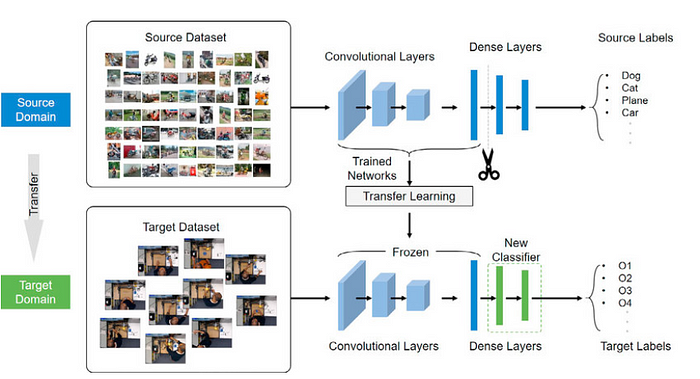 Source Dataset
Convolutional Layers
Dense Layers
Source Labels
Source
Domain
• Dog
• Cat
• Plane
• Car
Trained
Networks
Transfer Learning
Transfer
Target Dataset
Frozen
New
Classifier
Target
Domain
• O1
• O2
• O3
• O4
Convolutional Layers
Dense Layers
Target Labels